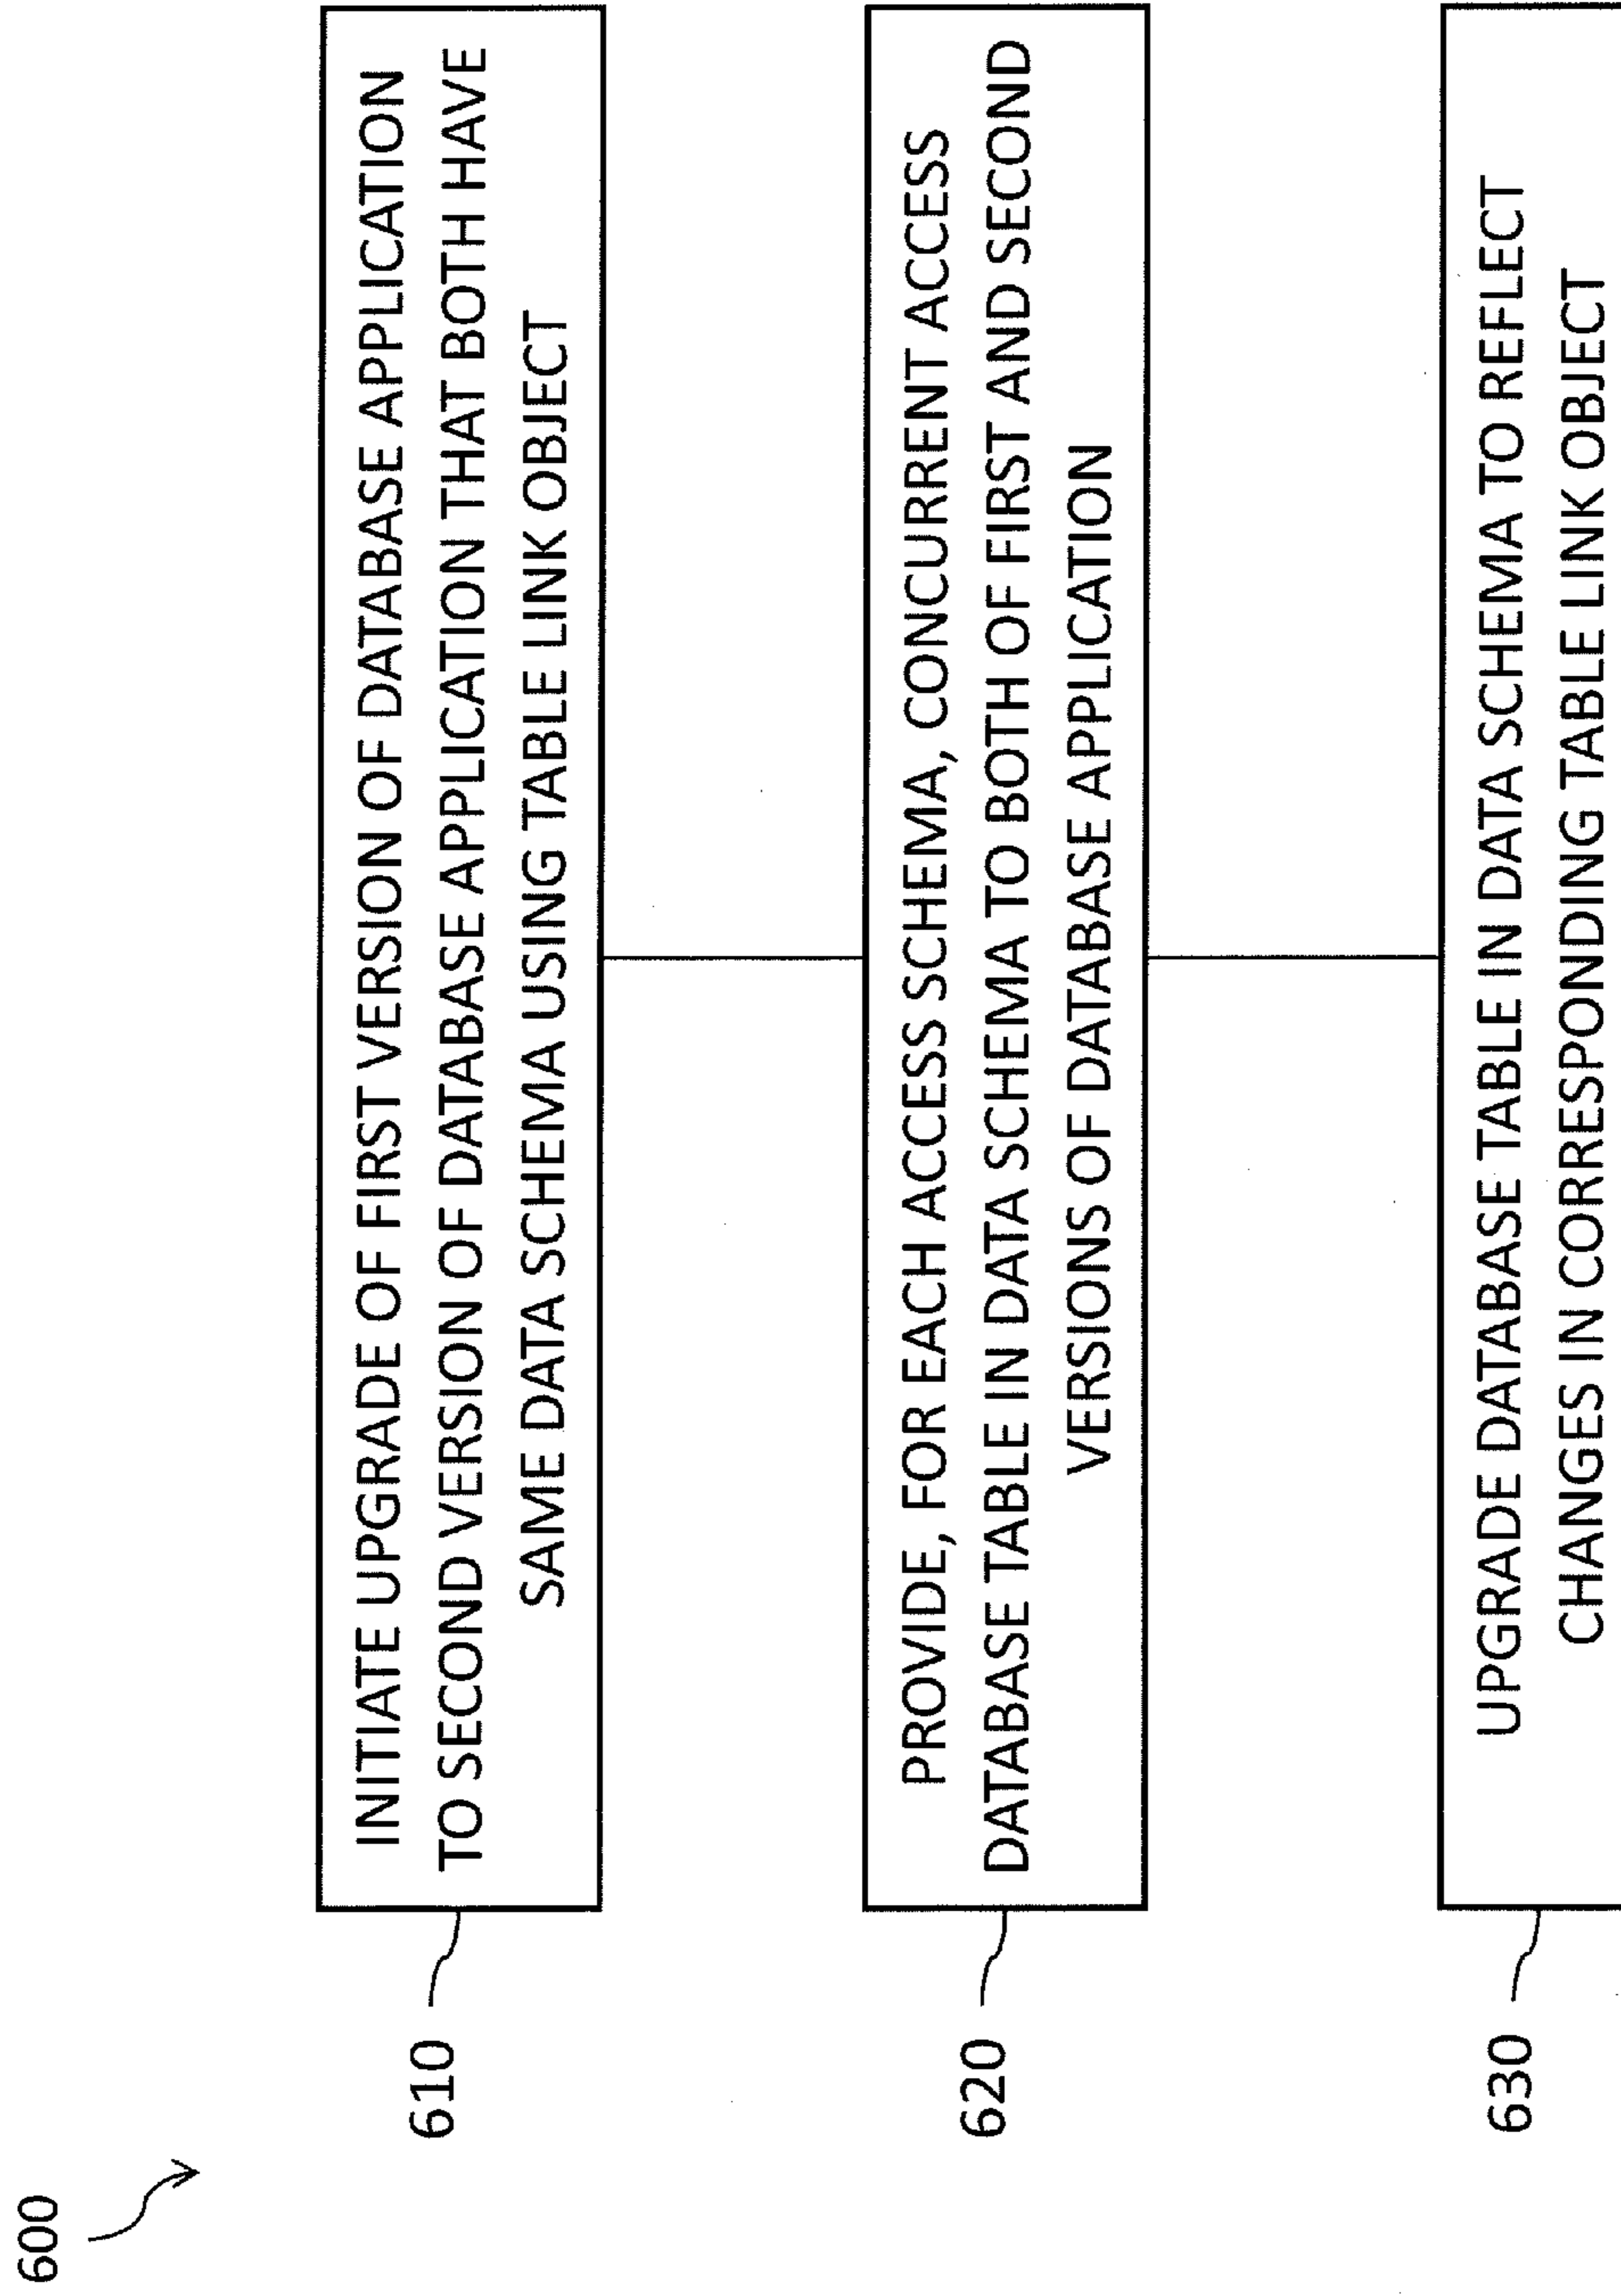 600
610
INITIATE UPGRADE OF FIRST VERSION OF DATABASE APPLICATION
TO SECOND VERSION OF DATABASE APPLICATION THAT BOTH HAVE
SAME DATA SCHEMA USING TABLE LINK OBJECT
620
PROVIDE, FOR EACH ACCESS SCHEMA, CONCURRENT ACCESS
DATABASE TABLE IN DATA SCHEMA TO BOTH OF FIRST AND SECOND
VERSIONS OF DATABASE APPLICATION
630
UPGRADE DATABASE TABLE IN DATA SCHEMA TO REFLECT
CHANGES IN CORRESPONDING TABLE LINK OBJECT